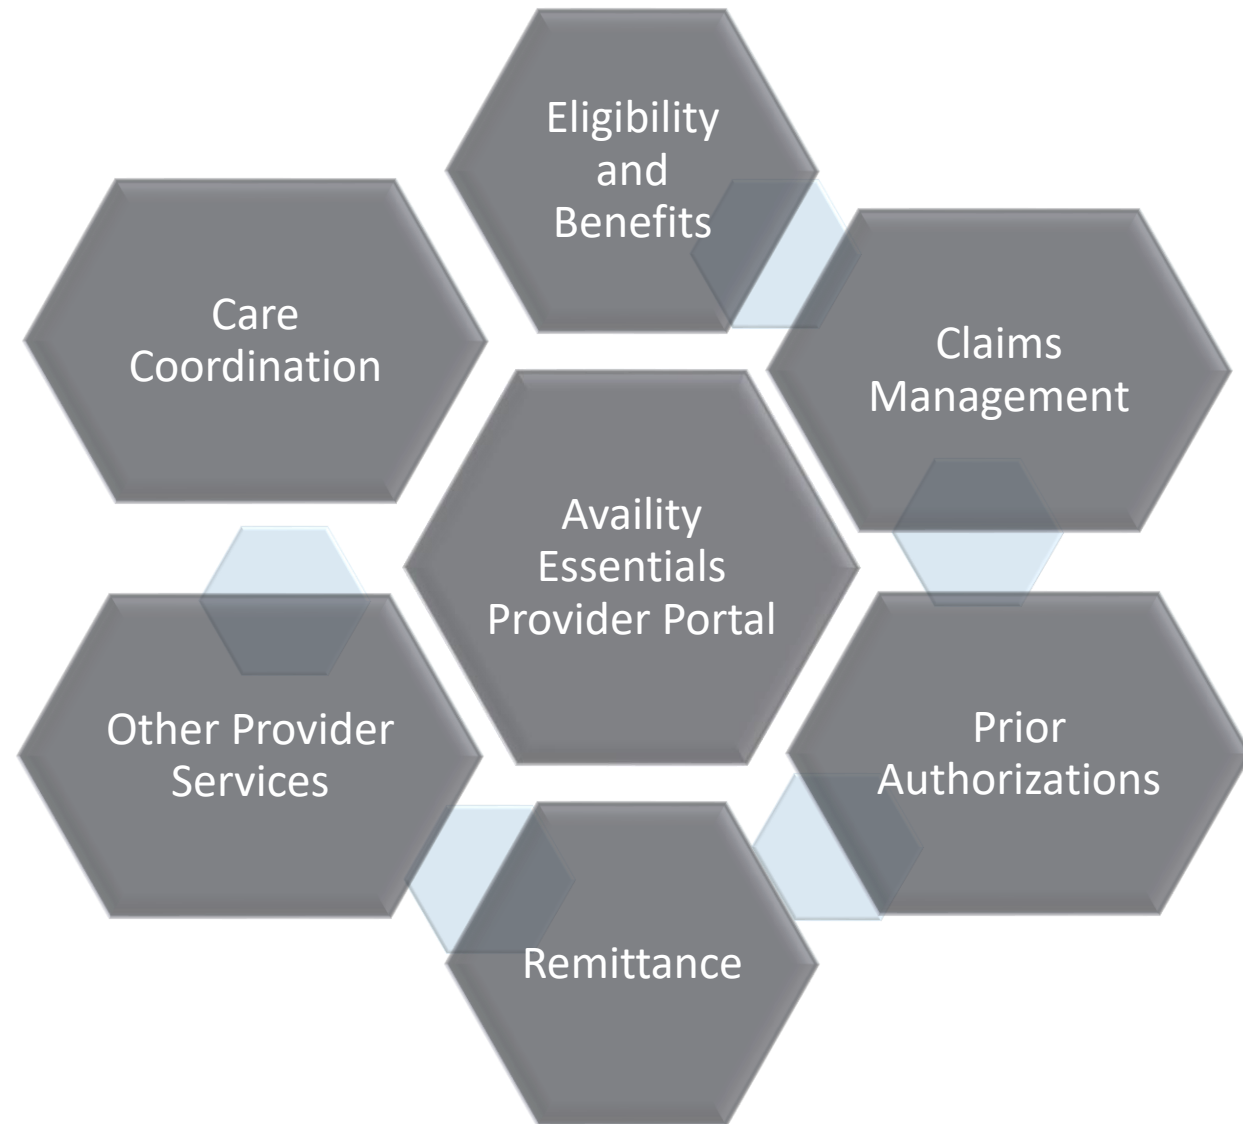 Eligibility
and
Benefits
Care
Coordination
Claims
Management
Availity
Essentials
Provider Portal
Other Provider
Services
Prior
Authorizations
Remittance